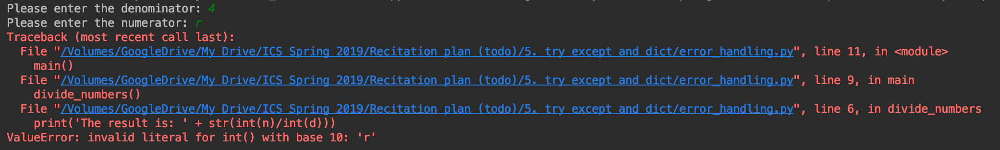 Please enter the denominator: 4
Please enter the numerator: r
Traceback (most recent call last):
  File "/Volumes/GoogleDrive/My Drive/ICS Spring 2019/Recitation plan (todo)/5. try except and dict/error_handling.py", line 11, in <module>
    main()
  File "/Volumes/GoogleDrive/My Drive/ICS Spring 2019/Recitation plan (todo)/5. try except and dict/error_handling.py", line 9, in main
    divide_numbers()
  File "/Volumes/GoogleDrive/My Drive/ICS Spring 2019/Recitation plan (todo)/5. try except and dict/error_handling.py", line 6, in divide_numbers
    print('The result is: ' + str(int(n)/int(d)))
ValueError: invalid literal for int() with base 10: 'r'